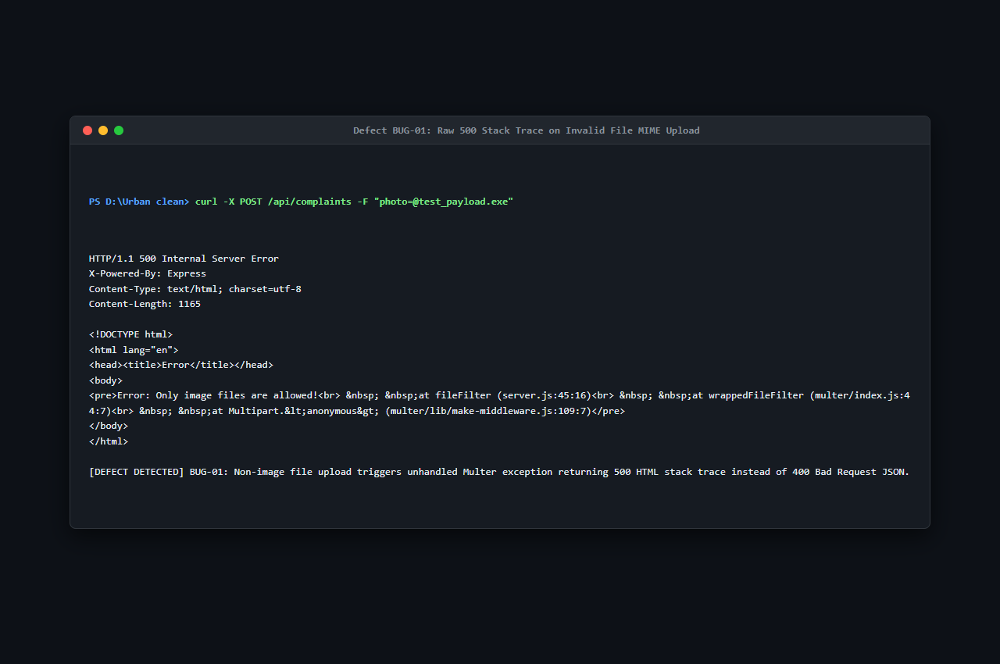 Defect BUG-01: Raw 500 Stack Trace on Invalid File MIME Upload
PS D:\Urban clean> curl -X POST /api/complaints -F "photo=@test_payload.exe"
HTTP/1.1 500 Internal Server Error
X-Powered-By: Express
Content-Type: text/html; charset=utf-8
Content-Length: 1165
<!DOCTYPE html>
<html lang="en">
<head><title>Error</title></head>
<body>
<pre>Error: Only image files are allowed!<br> &nbsp; &nbsp;at fileFilter (server.js:45:16)<br> &nbsp; &nbsp;at wrappedFileFilter (multer/index.js:4
4:7)<br> &nbsp; &nbsp;at Multipart.&lt;anonymous&gt; (multer/lib/make-middleware.js:109:7)</pre>
</body>
</html>
[DEFECT DETECTED] BUG-01: Non-image file upload triggers unhandled Multer exception returning 500 HTML stack trace instead of 400 Bad Request JSON.